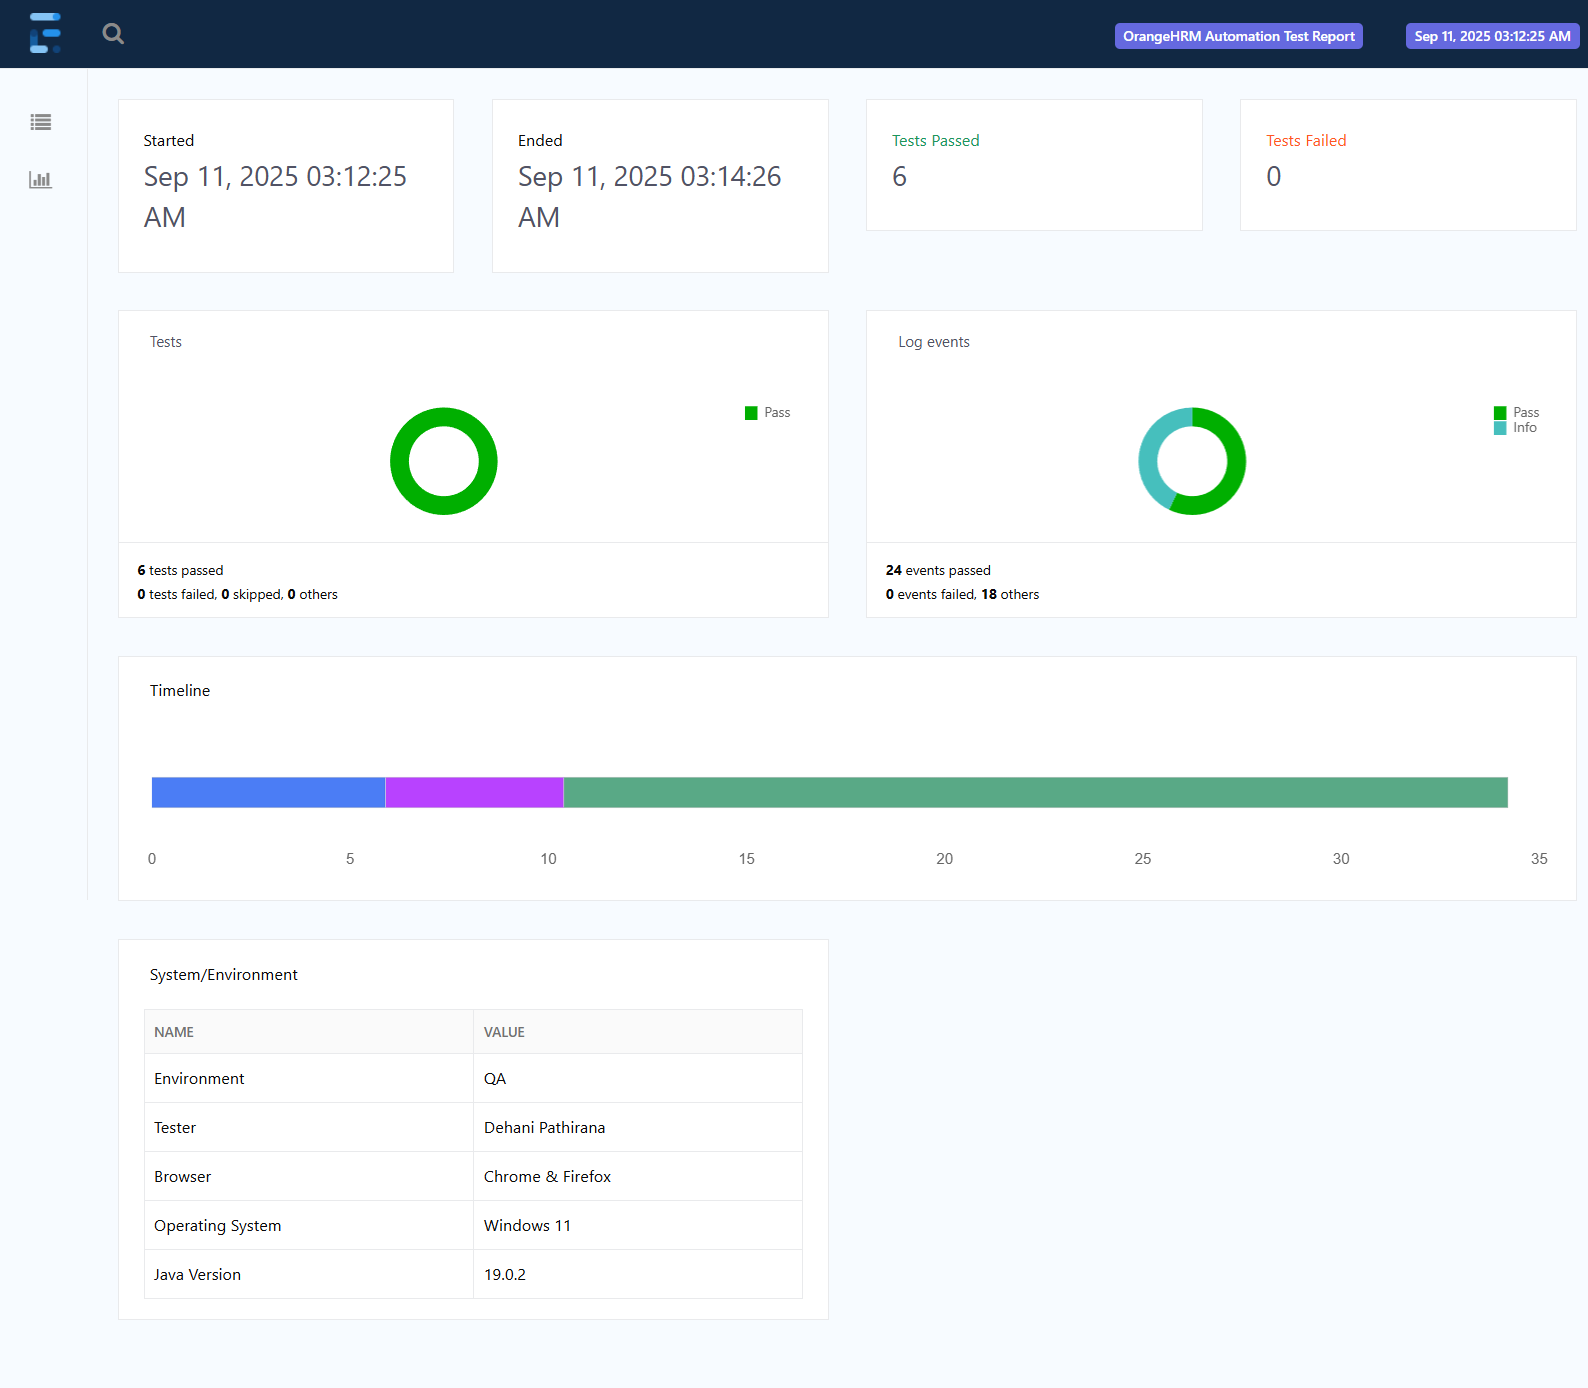 OrangeHRM Automation Test Report
Sep 11, 2025 03:12:25 AM
Started
Sep 11, 2025 03:12:25
AM
Ended
Sep 11, 2025 03:14:26
AM
Tests Passed
6
Tests Failed
0
Tests
Pass
6 tests passed
0 tests failed, 0 skipped, 0 others
Log events
Pass
Info
24 events passed
0 events failed, 18 others
Timeline
0 5 10 15 20 25 30 35
System/Environment
NAME VALUE
Environment QA
Tester Dehani Pathirana
Browser Chrome & Firefox
Operating System Windows 11
Java Version 19.0.2